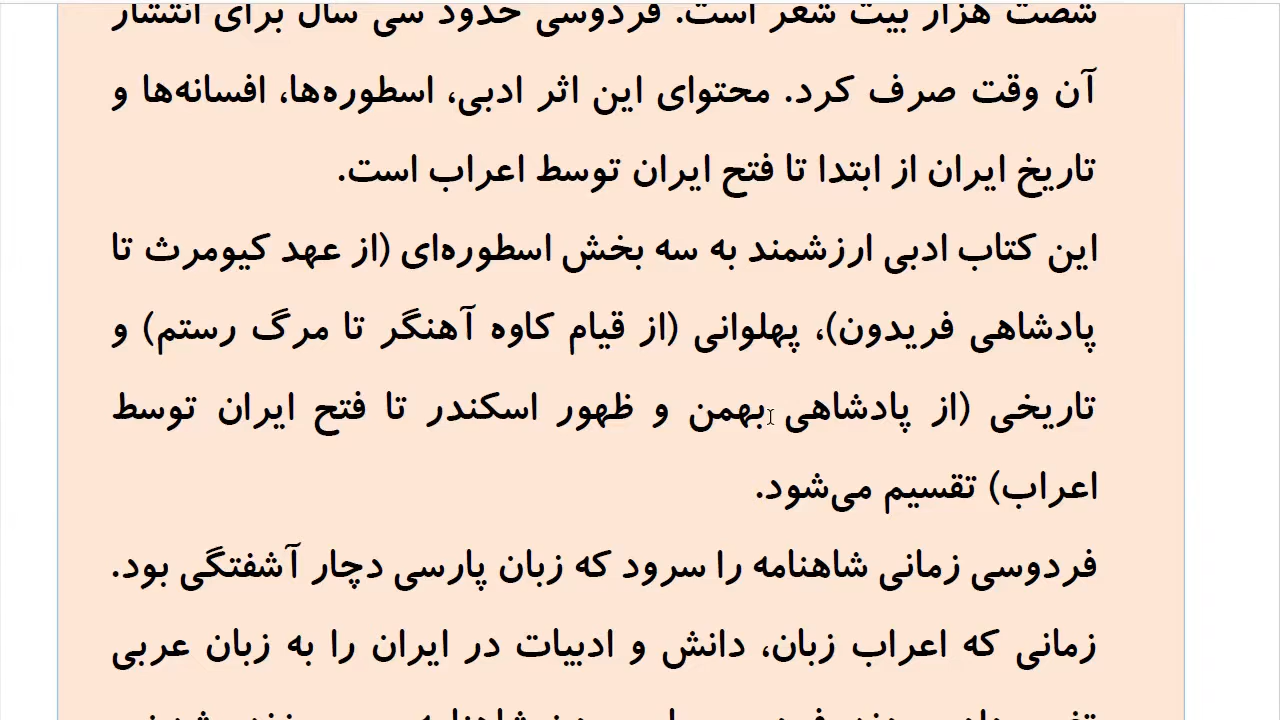 شصت هزار بیت شعر است. فردوسی حدود سی سال برای انتشار
آن وقت صرف کرد. محتوای این اثر ادبی، اسطوره‌ها، افسانه‌ها و
تاریخ ایران از ابتدا تا فتح ایران توسط اعراب است.
این کتاب ادبی ارزشمند به سه بخش اسطوره‌ای (از عهد کیومرث تا
پادشاهی فریدون)، پهلوانی (از قیام کاوه آهنگر تا مرگ رستم) و
تاریخی (از پادشاهی بهمن و ظهور اسکندر تا فتح ایران توسط
اعراب) تقسیم می‌شود.
فردوسی زمانی شاهنامه را سرود که زبان پارسی دچار آشفتگی بود.
زمانی که اعراب زبان، دانش و ادبیات در ایران را به زبان عربی